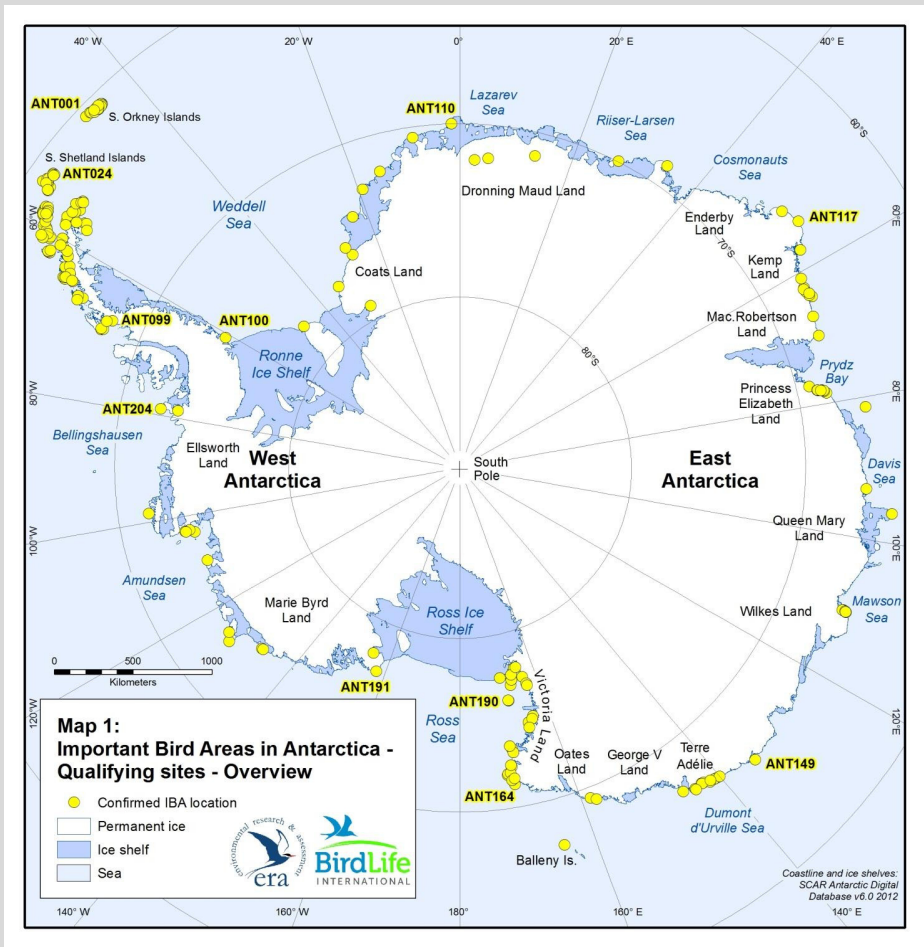 40° W
20° W
0°
20° E
40° E
ANT001
S. Orkney Islands
ANT110
Lazarev
Sea
Riiser-Larsen
Sea
60°S
S. Shetland Islands
ANT024
Cosmonauts
Sea
60°W
Weddell
Sea
Dronning Maud Land
Enderby
Land
ANT117
60°E
70°S
Coats Land
Kemp
Land
ANT099
ANT100
Mac.Robertson
Land
Ronne
Ice Shelf
80°S
Prydz
Bay
80°W
ANT204
Princess
Elizabeth
Land
80°E
Bellingshausen
Sea
Ellsworth
Land
West
Antarctica
South
Pole
East
Antarctica
Davis
Sea
Queen Mary
Land
100°W
100°E
Amundsen
Sea
Marie Byrd
Land
Ross Ice
Shelf
Wilkes Land
Mawson
Sea
0 500 1000
Kilometers
ANT191
ANT190
Victoria Land
120°W
Ross
Sea
120°E
Map 1:
Important Bird Areas in Antarctica -
Qualifying sites - Overview
Oates
Land
George V
Land
Terre
Adélie
ANT149
ANT164
Confirmed IBA location
Permanent ice
Ice shelf
Sea
environmental research & assessment
era
BirdLife
INTERNATIONAL
Dumont
d'Urville Sea
Balleny Is.
Coastline and ice shelves:
SCAR Antarctic Digital
Database v6.0 2012
140° W
160° W
180°
160° E
140° E